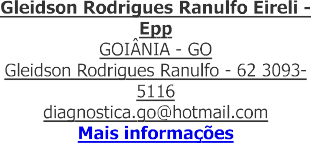 Gleidson Rodrigues Ranulfo Eireli -
Epp
GOIÂNIA - GO
Gleidson Rodrigues Ranulfo - 62 3093-
5116
diagnostica.go@hotmail.com
Mais informações